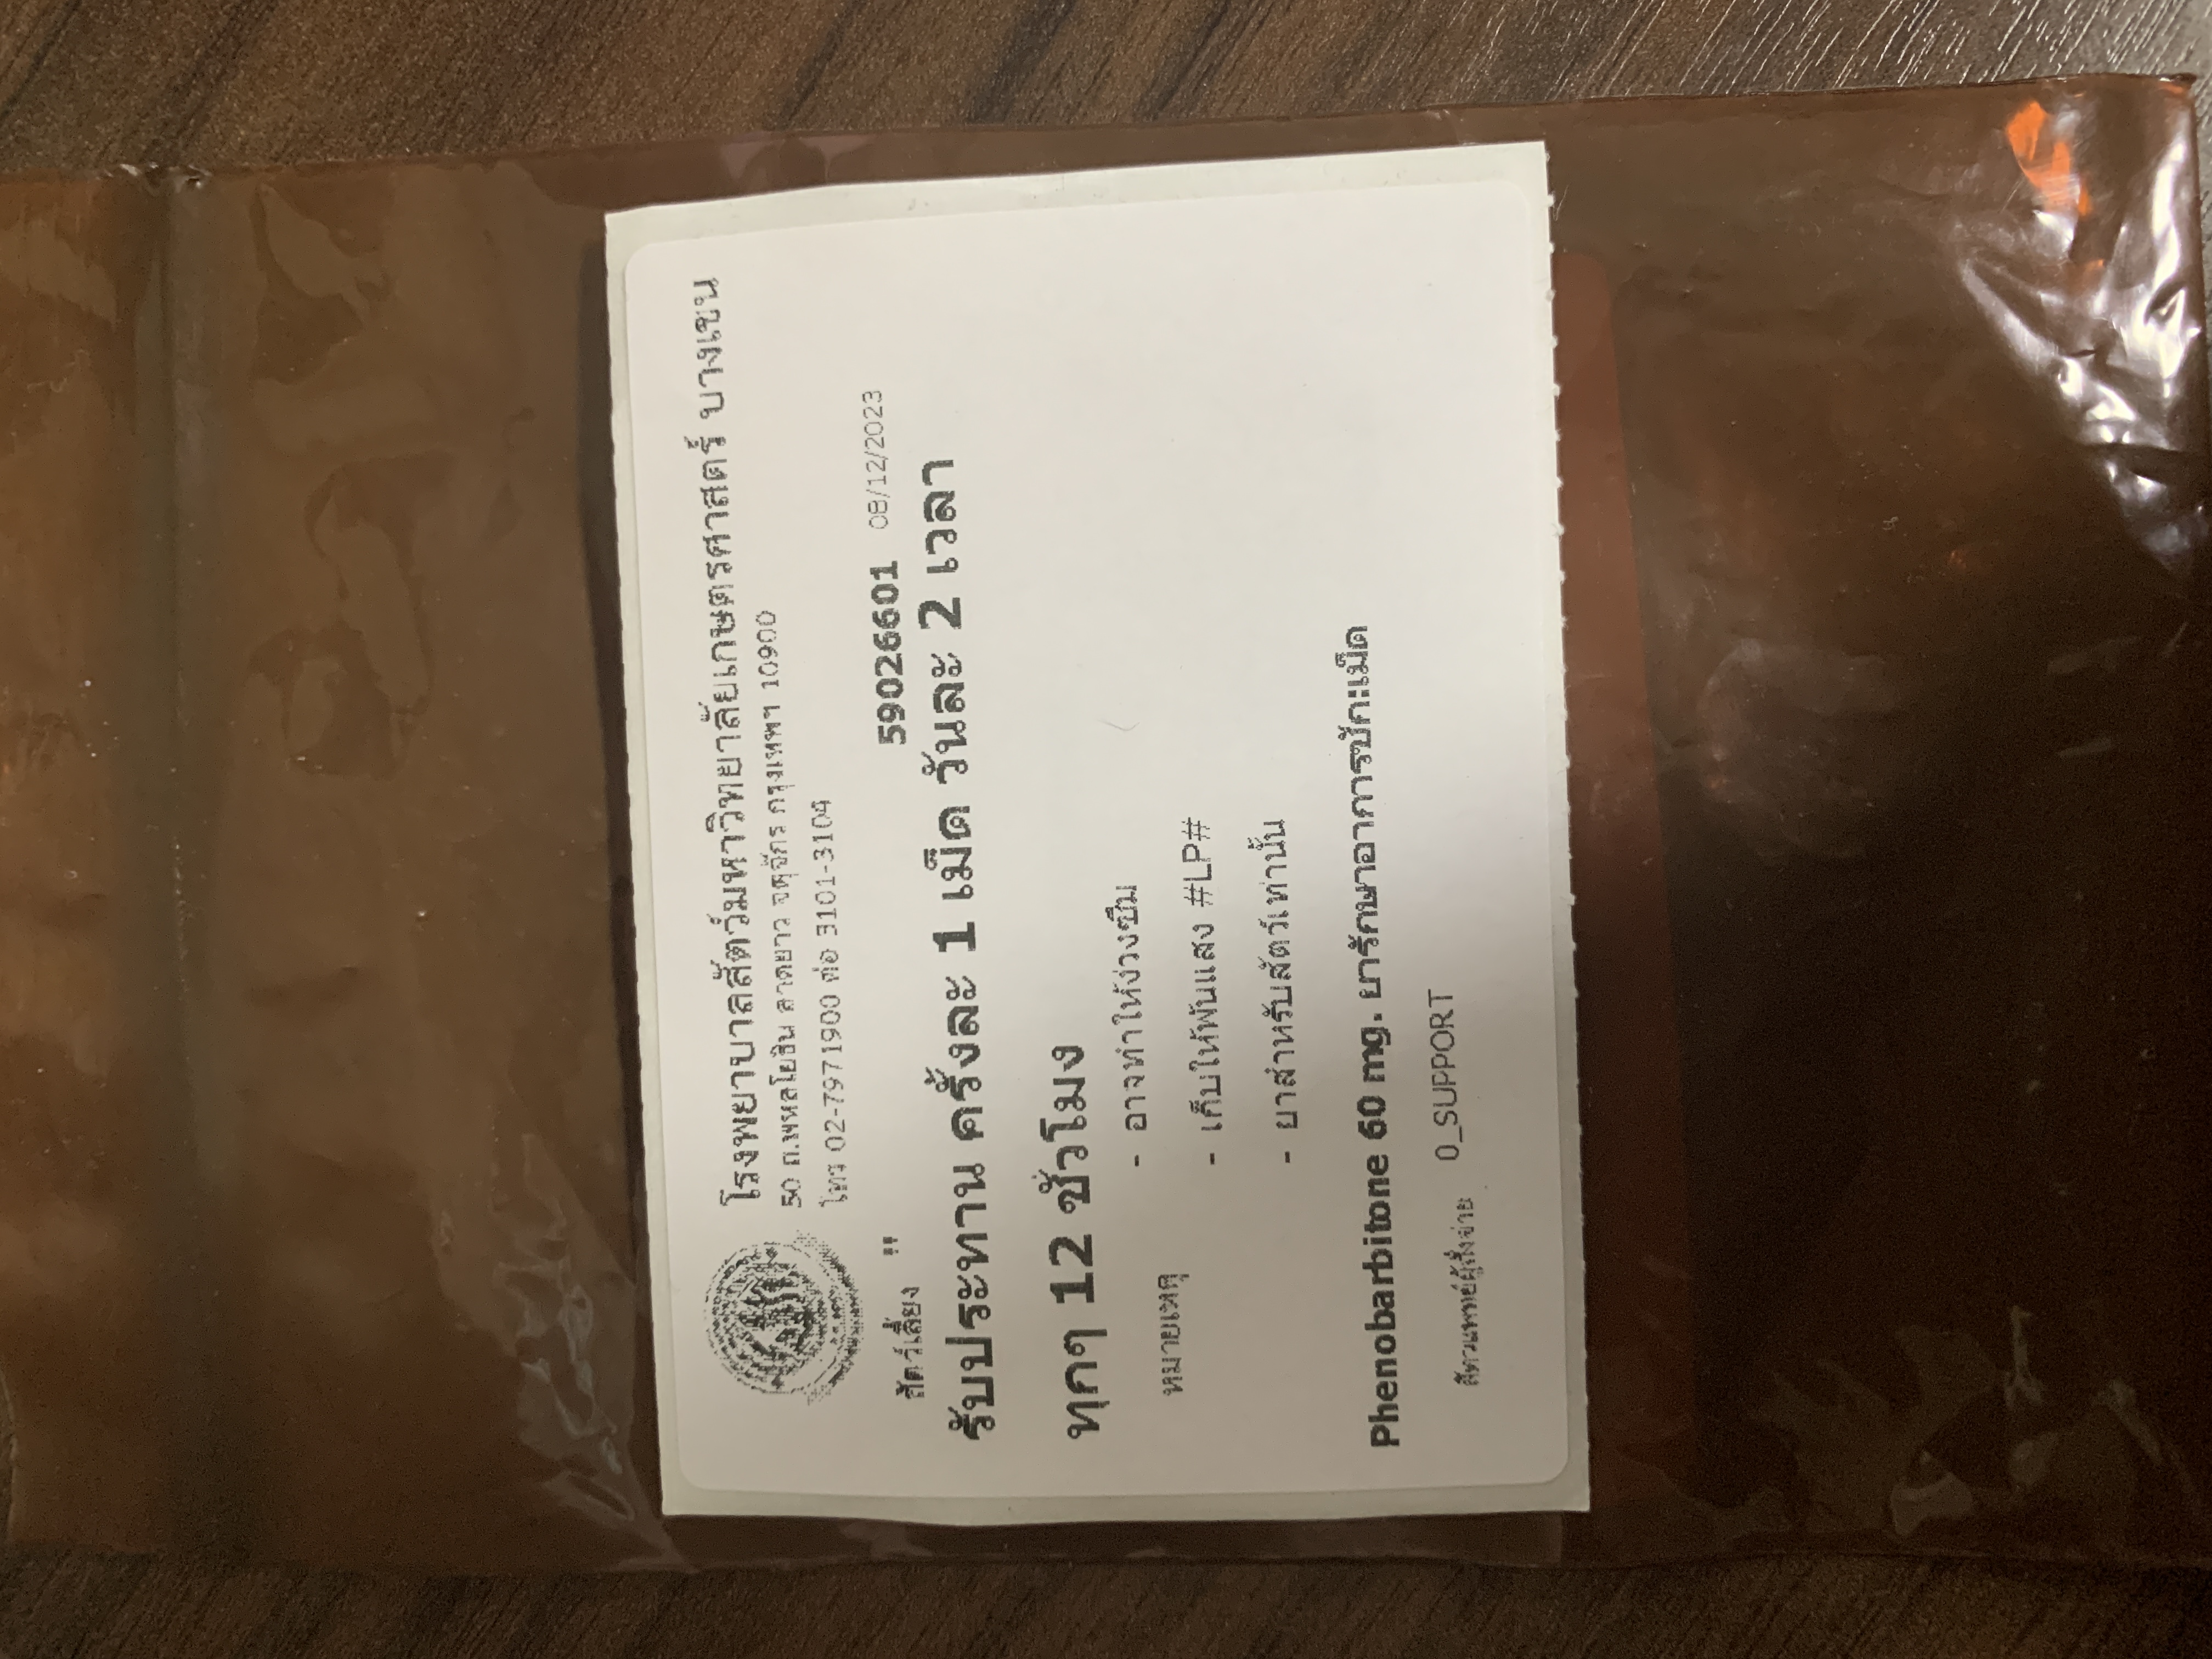 โรงพยาบาลสัตว์มหาวิทยาลัยเกษตรศาสตร์ บางเขน
50 ถ.พหลโยธิน ลาดยาว จตุจักร กรุงเทพฯ 10900
โทร 02-7971900 ต่อ 3101-3104
59026601 08/12/2023
สัตว์เลี้ยง "
รับประทาน ครั้งละ 1 เม็ด วันละ 2 เวลา
ทุกๆ 12 ชั่วโมง
หมายเหตุ - อาจทำให้ง่วงซึม
- เก็บให้พ้นแสง #LP#
- ยาสำหรับสัตว์เท่านั้น
Phenobarbitone 60 mg. ยารักษาอาการชัก:เม็ด
สัตวแพทย์ผู้สั่งจ่าย 0_SUPPORT